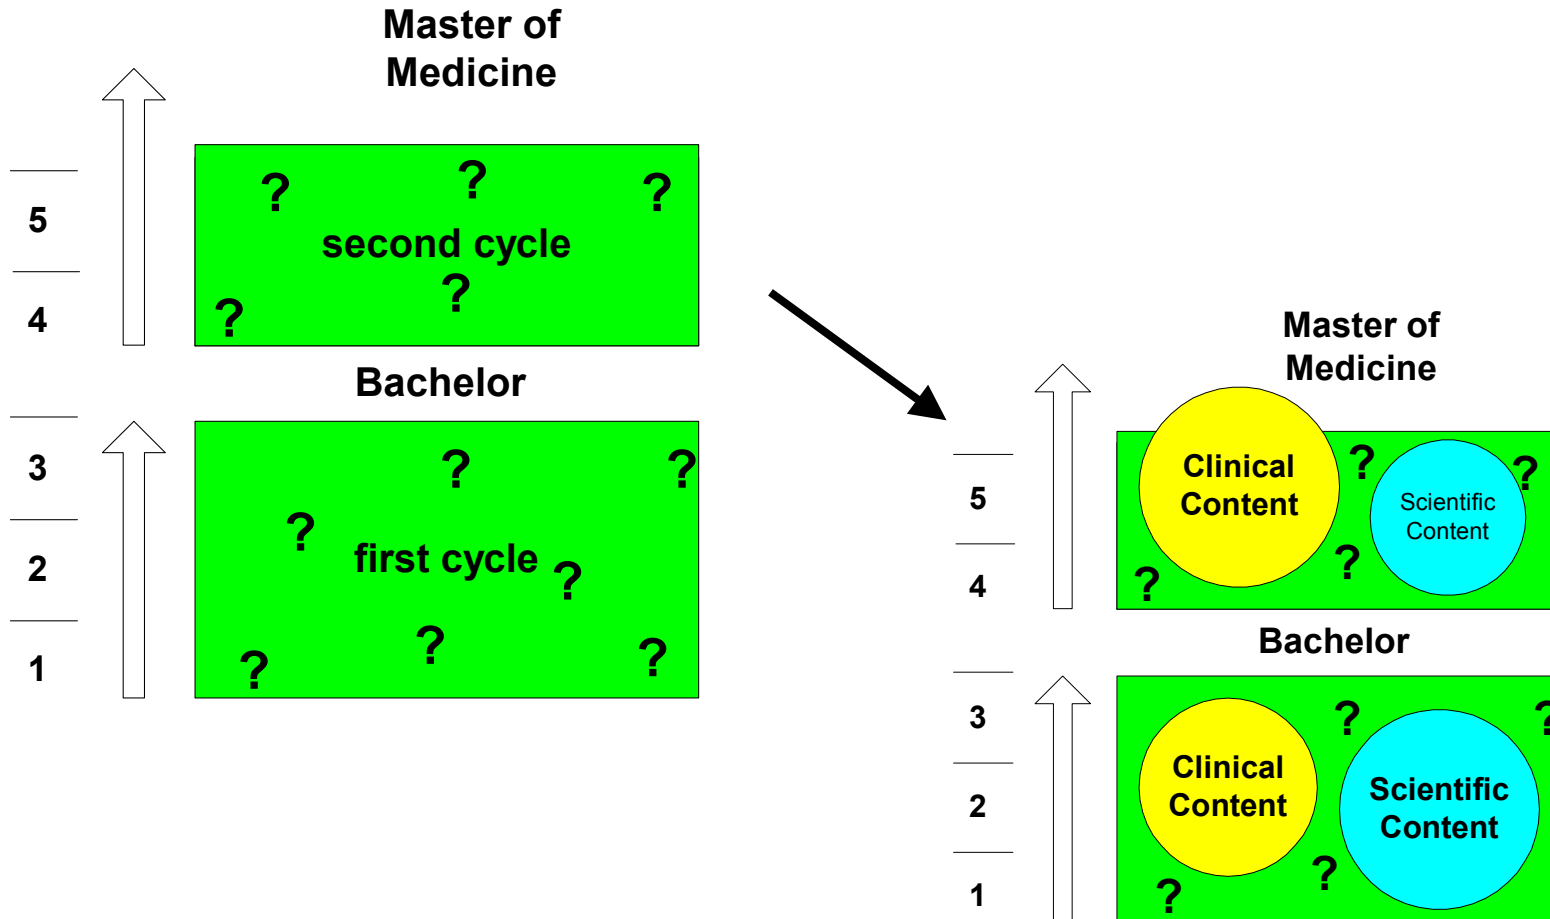 Master of
Medicine
?
?
?
5
second cycle
?
4
?
Bachelor
3
?
?
?
2
first cycle
?
?
1
?
?
Master of
Medicine
Clinical
Content
?
?
5
Scientific
Content
?
4
?
Bachelor
3
?
?
Clinical
Content
Scientific
Content
2
?
1
?